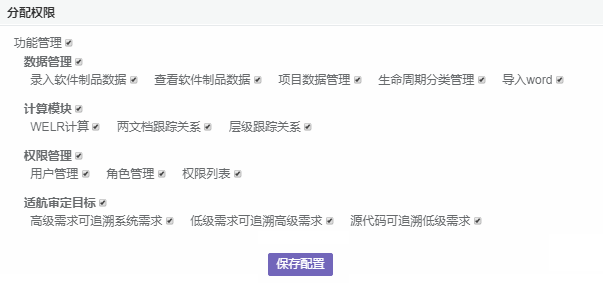 分配权限
功能管理
数据管理
录入软件制品数据 查看软件制品数据 项目数据管理 生命周期分类管理 导入word
计算模块
WELR计算 两文档跟踪关系 层级跟踪关系
权限管理
用户管理 角色管理 权限列表
适航审定目标
高级需求可追溯系统需求 低级需求可追溯高级需求 源代码可追溯低级需求
保存配置